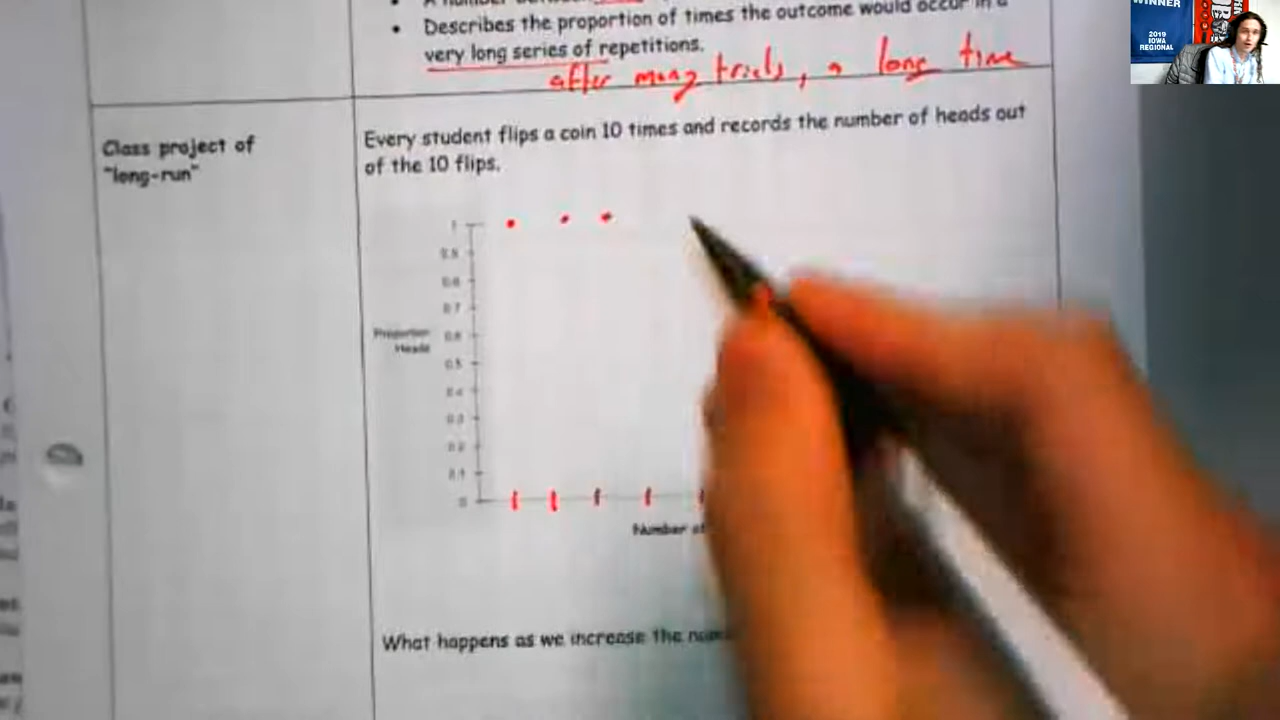 WINNER
2019
IOWA
REGIONAL
Describes the proportion of times the outcome would occur in a
very long series of repetitions.
after many trials, a long time
Class project of
"long-run"
Every student flips a coin 10 times and records the number of heads out
of the 10 flips.
1
0.9
0.8
0.7
Proportion
0.6
Heads
0.5
0.4
0.3
0.2
0.1
0
Number of
What happens as we increase the